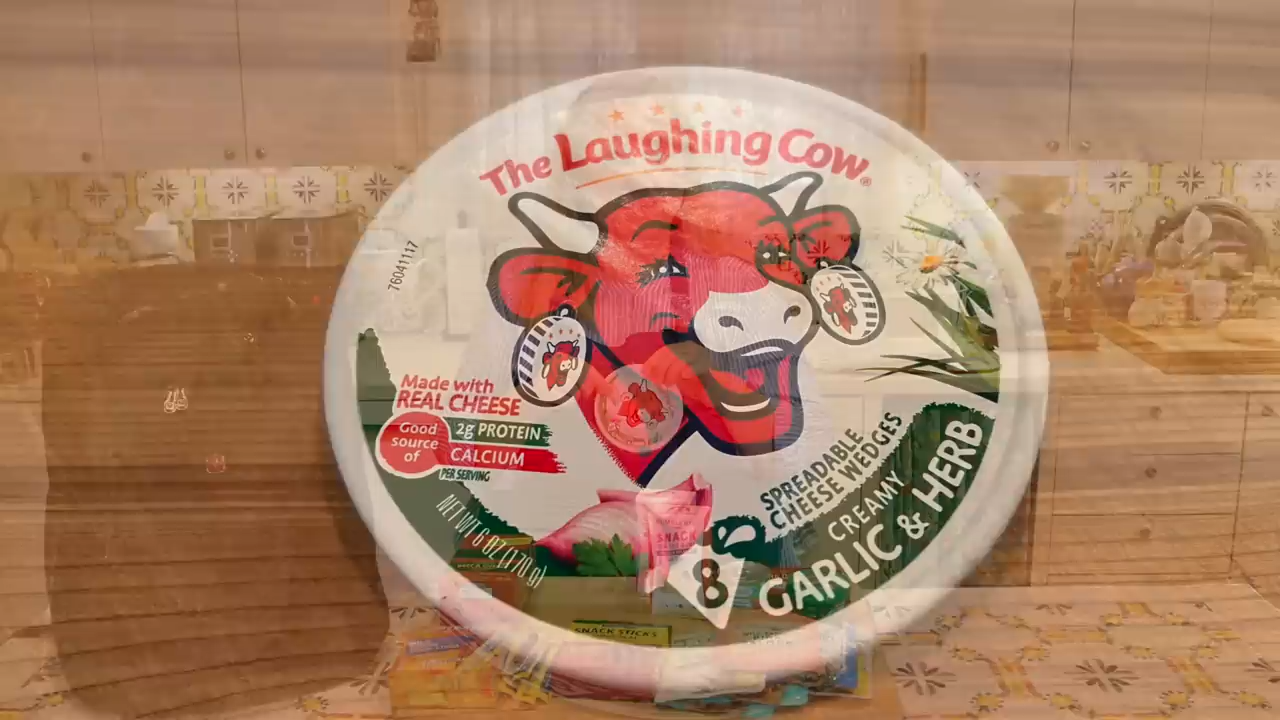 The Laughing Cow®
76041117
Made with
REAL CHEESE
Good
source
of
2g PROTEIN
CALCIUM
PER SERVING
NET WT 6 OZ (170 g)
SPREADABLE
CHEESE WEDGES
CREAMY
GARLIC & HERB
8
SNACK
SNACK STICKS